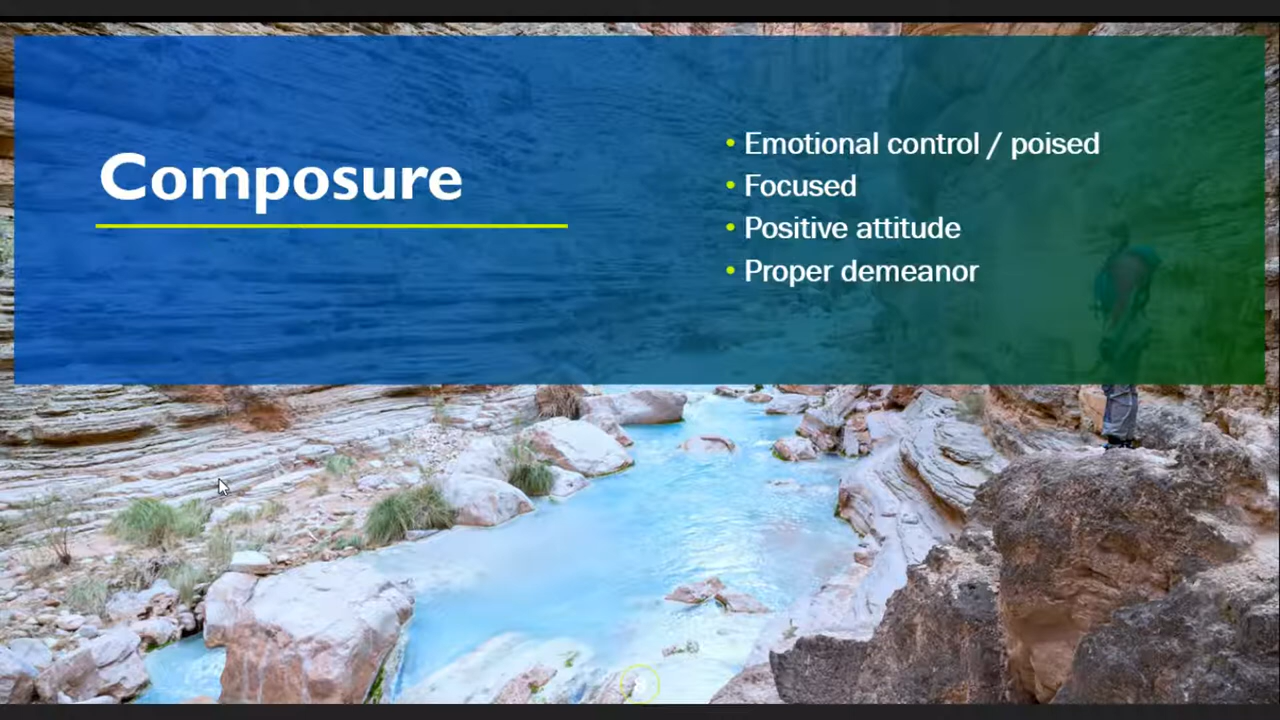 Composure
Emotional control / poised
Focused
Positive attitude
Proper demeanor